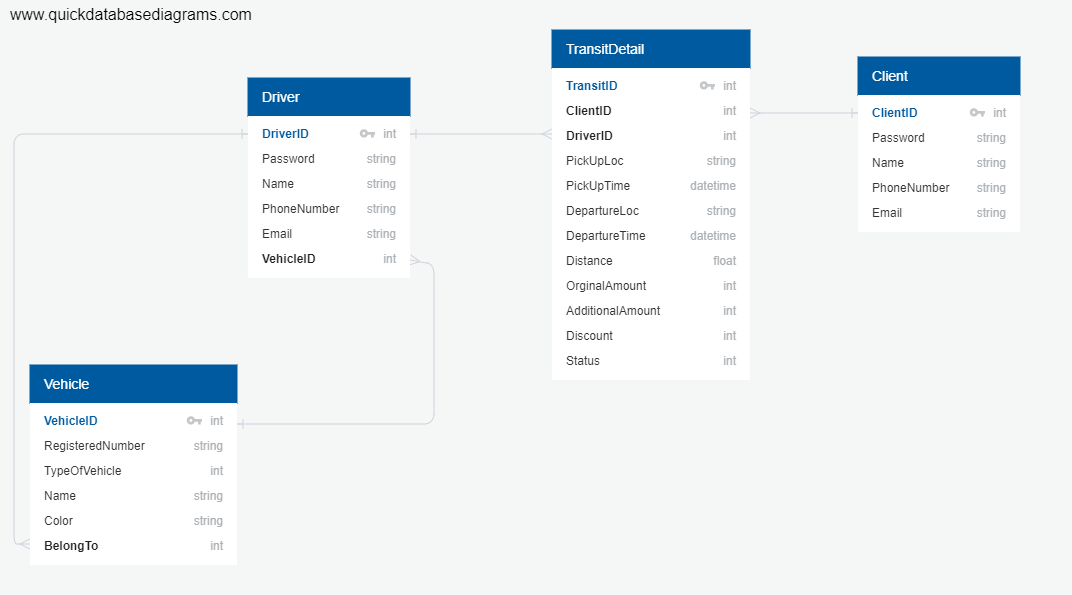 www.quickdatabasediagrams.com
Driver
DriverID int
Password string
Name string
PhoneNumber string
Email string
VehicleID int
TransitDetail
TransitID int
ClientID int
DriverID int
PickUpLoc string
PickUpTime datetime
DepartureLoc string
DepartureTime datetime
Distance float
OrginalAmount int
AdditionalAmount int
Discount int
Status int
Client
ClientID int
Password string
Name string
PhoneNumber string
Email string
Vehicle
VehicleID int
RegisteredNumber string
TypeOfVehicle int
Name string
Color string
BelongTo int